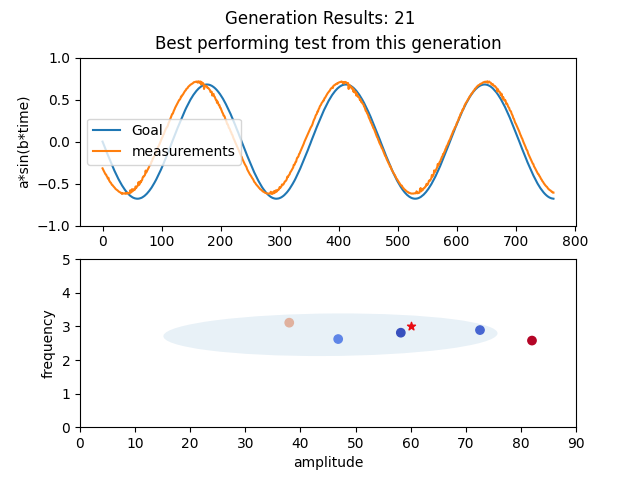 Generation Results: 21
Best performing test from this generation
1.0
0.5
0.0
−0.5
−1.0
a*sin(b*time)
Goal
measurements
0 100 200 300 400 500 600 700 800
5
4
3
2
1
0
frequency
0 10 20 30 40 50 60 70 80 90
amplitude